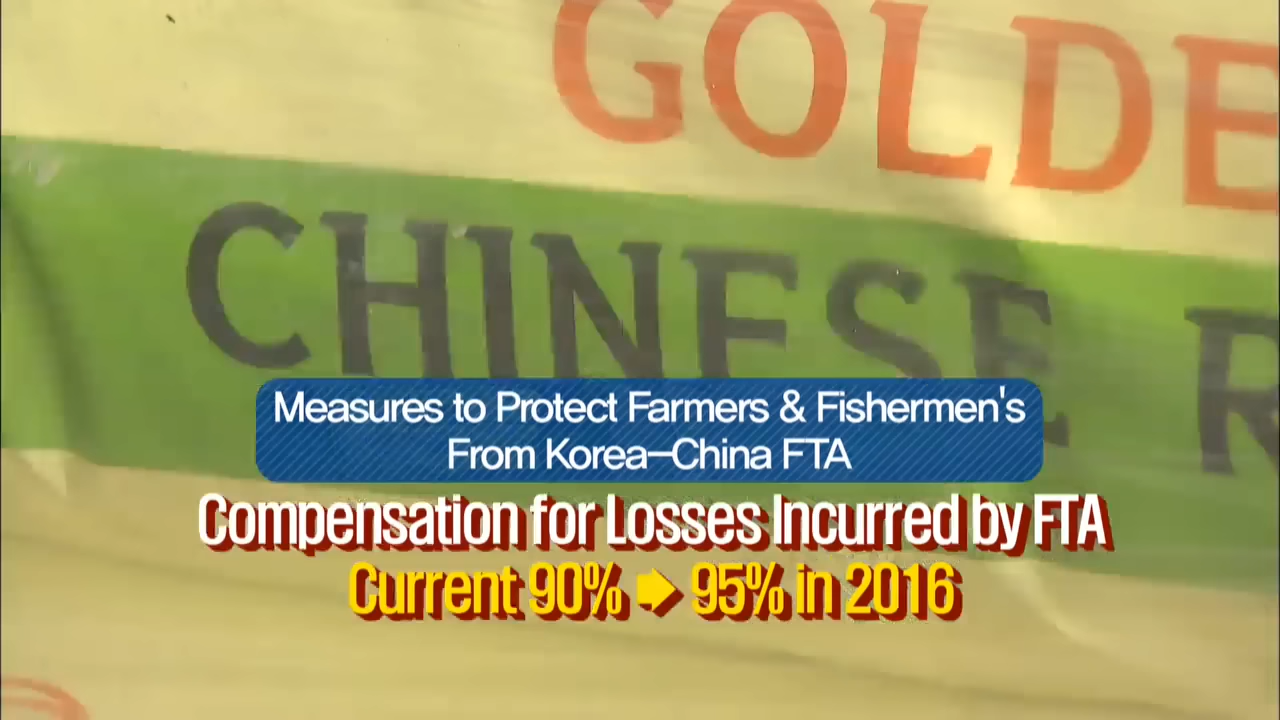 GOLDE
CHINESE R
Measures to Protect Farmers & Fishermen's
From Korea–China FTA
Compensation for Losses Incurred by FTA
Current 90% ➡ 95% in 2016